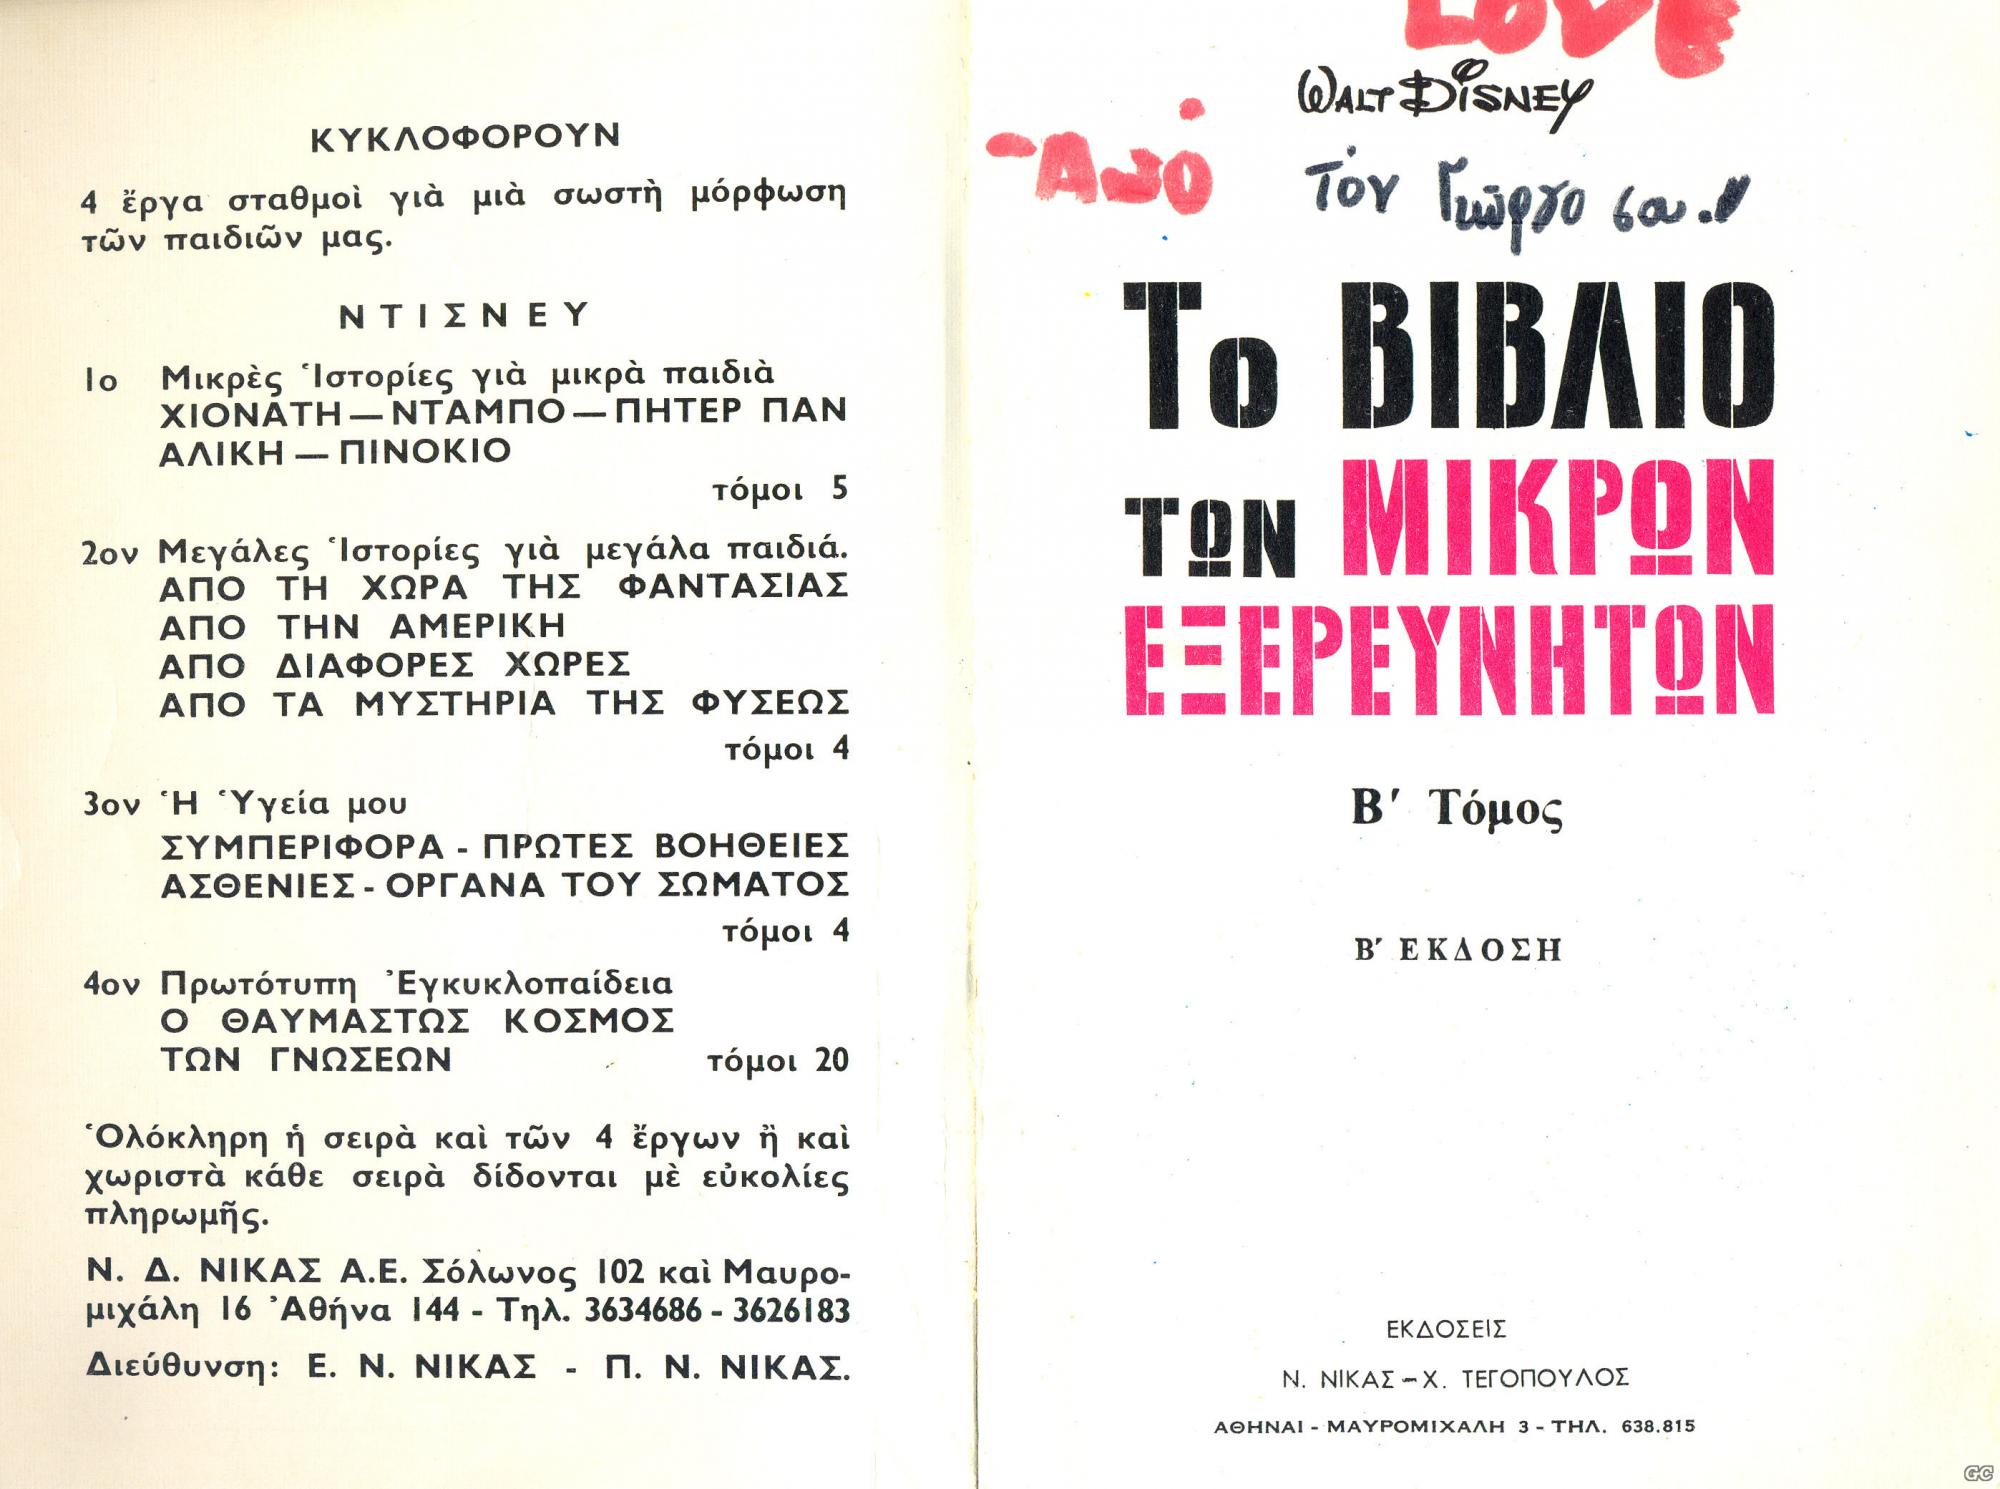 ΚΥΚΛΟΦΟΡΟΥΝ
4 ἔργα σταθμοὶ γιὰ μιὰ σωστὴ μόρφωση
τῶν παιδιῶν μας.
ΝΤΙΣΝΕΥ
1ο Μικρὲς Ἱστορίες γιὰ μικρὰ παιδιὰ
ΧΙΟΝΑΤΗ — ΝΤΑΜΠΟ — ΠΗΤΕΡ ΠΑΝ
ΑΛΙΚΗ — ΠΙΝΟΚΙΟ
τόμοι 5
2ον Μεγάλες Ἱστορίες γιὰ μεγάλα παιδιά.
ΑΠΟ ΤΗ ΧΩΡΑ ΤΗΣ ΦΑΝΤΑΣΙΑΣ
ΑΠΟ ΤΗΝ ΑΜΕΡΙΚΗ
ΑΠΟ ΔΙΑΦΟΡΕΣ ΧΩΡΕΣ
ΑΠΟ ΤΑ ΜΥΣΤΗΡΙΑ ΤΗΣ ΦΥΣΕΩΣ
τόμοι 4
3ον Ἡ Ὑγεία μου
ΣΥΜΠΕΡΙΦΟΡΑ - ΠΡΩΤΕΣ ΒΟΗΘΕΙΕΣ
ΑΣΘΕΝΙΕΣ - ΟΡΓΑΝΑ ΤΟΥ ΣΩΜΑΤΟΣ
τόμοι 4
4ον Πρωτότυπη Ἐγκυκλοπαίδεια
Ο ΘΑΥΜΑΣΤΩΣ ΚΟΣΜΟΣ
ΤΩΝ ΓΝΩΣΕΩΝ τόμοι 20
Ὁλόκληρη ἡ σειρὰ καὶ τῶν 4 ἔργων ἢ καὶ
χωριστὰ κάθε σειρὰ δίδονται μὲ εὐκολίες
πληρωμῆς.
Ν. Δ. ΝΙΚΑΣ Α.Ε. Σόλωνος 102 καὶ Μαυρο-
μιχάλη 16 Ἀθήνα 144 - Τηλ. 3634686 - 3626183
Διεύθυνση: Ε. Ν. ΝΙΚΑΣ - Π. Ν. ΝΙΚΑΣ.
LOVE
WALT DISNEY
-Από τόν Γιώργο σου.!
Το ΒΙΒΛΙΟ
ΤΩΝ ΜΙΚΡΩΝ
ΕΞΕΡΕΥΝΗΤΩΝ
Β' Τόμος
Β' ΕΚΔΟΣΗ
ΕΚΔΟΣΕΙΣ
Ν. ΝΙΚΑΣ – Χ. ΤΕΓΟΠΟΥΛΟΣ
ΑΘΗΝΑΙ - ΜΑΥΡΟΜΙΧΑΛΗ 3 - ΤΗΛ. 638.815
GC